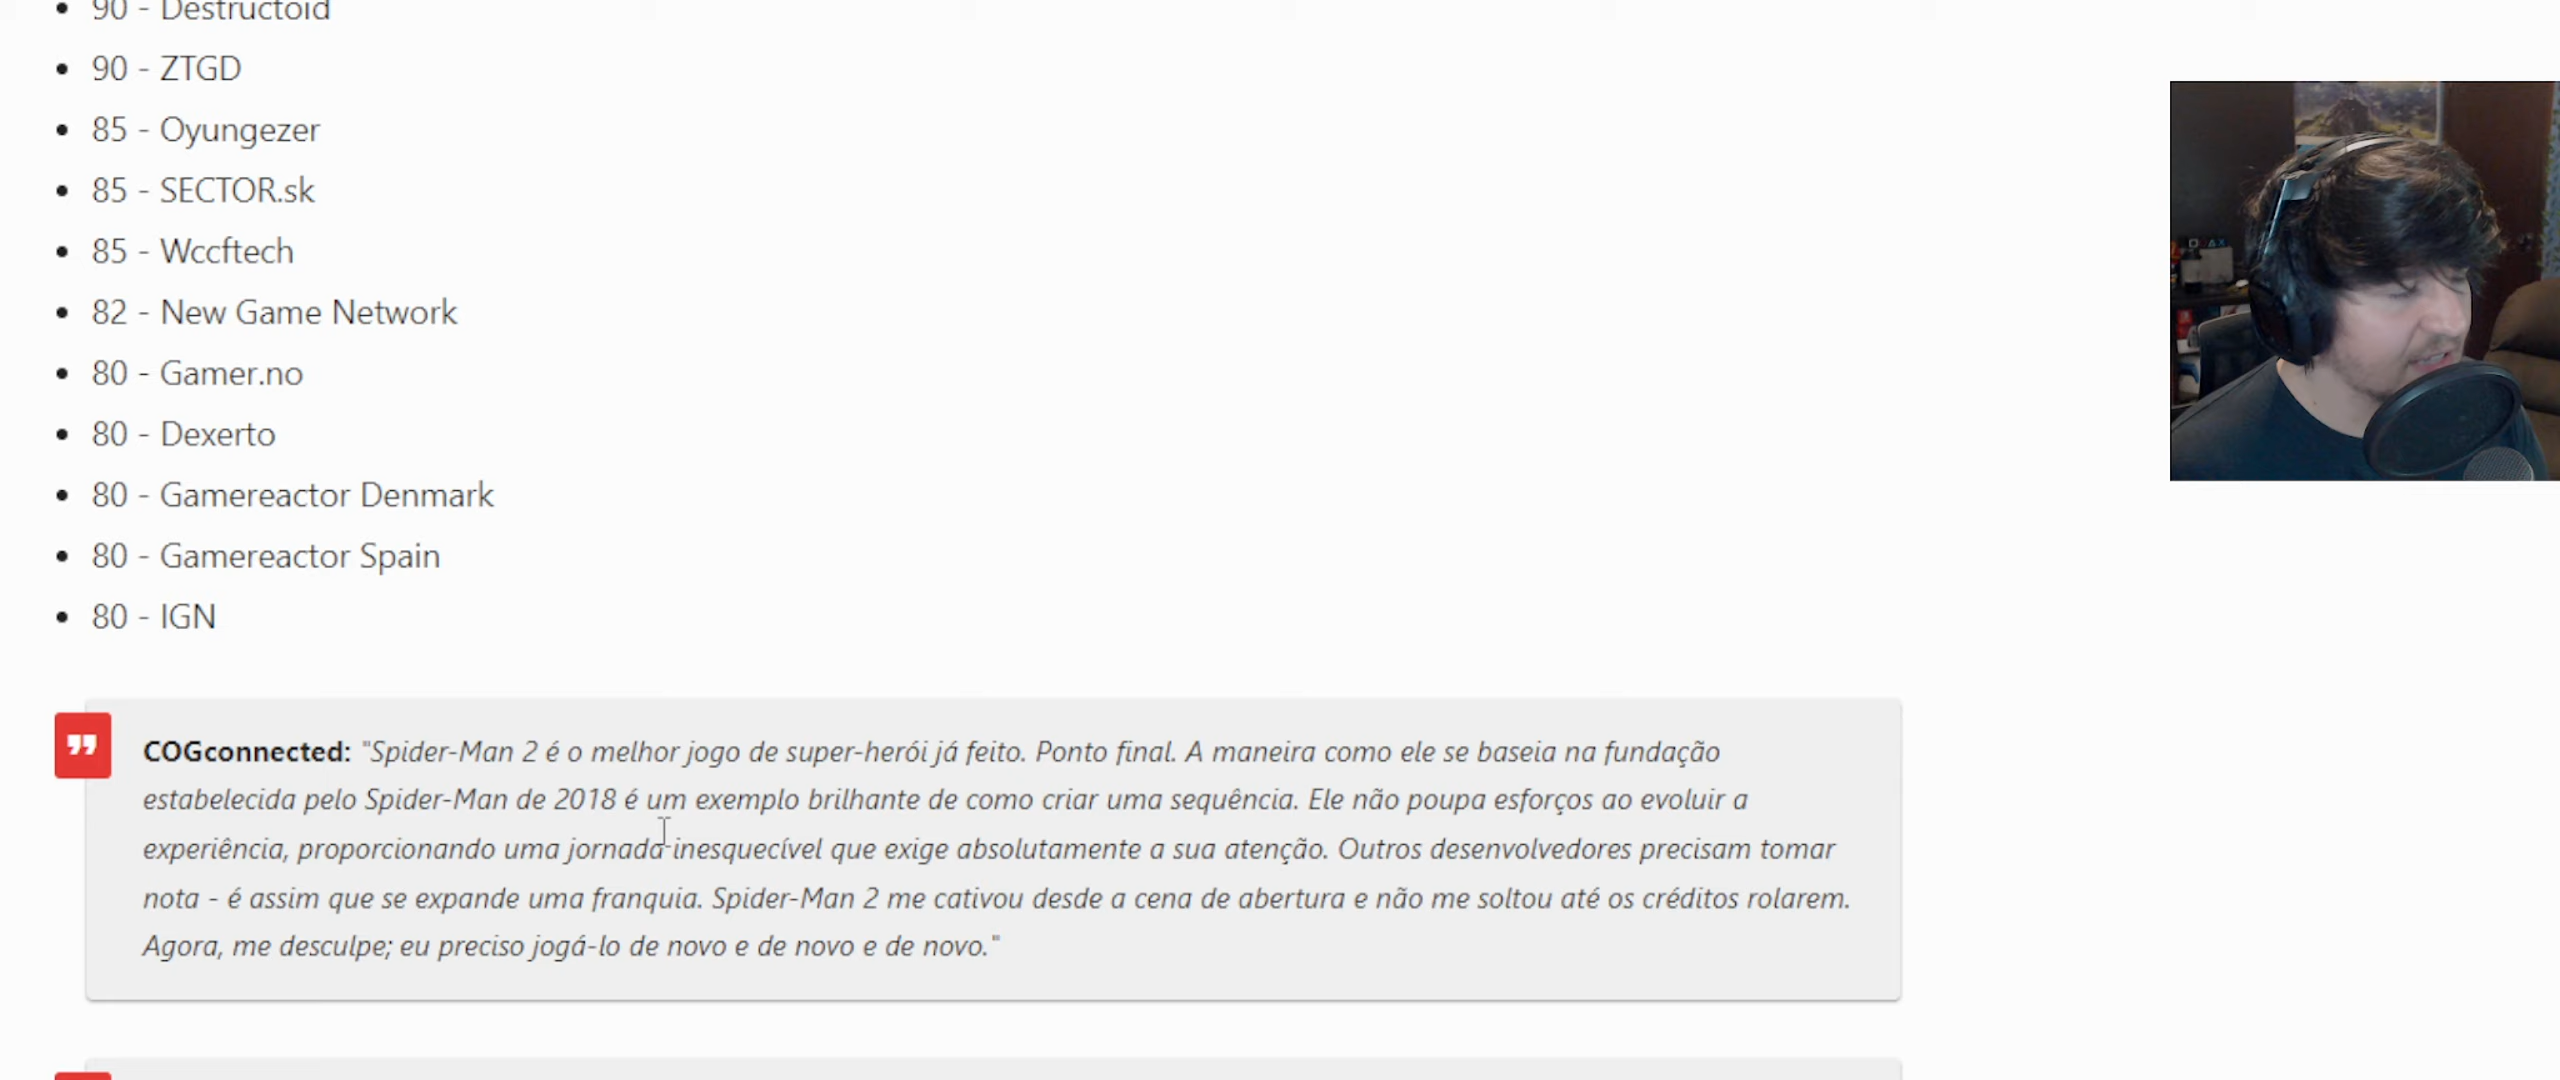 90 - Destructoid
90 - ZTGD
85 - Oyungezer
85 - SECTOR.sk
85 - Wccftech
82 - New Game Network
80 - Gamer.no
80 - Dexerto
80 - Gamereactor Denmark
80 - Gamereactor Spain
80 - IGN
COGconnected: "Spider-Man 2 é o melhor jogo de super-herói já feito. Ponto final. A maneira como ele se baseia na fundação
estabelecida pelo Spider-Man de 2018 é um exemplo brilhante de como criar uma sequência. Ele não poupa esforços ao evoluir a
experiência, proporcionando uma jornada inesquecível que exige absolutamente a sua atenção. Outros desenvolvedores precisam tomar
nota - é assim que se expande uma franquia. Spider-Man 2 me cativou desde a cena de abertura e não me soltou até os créditos rolarem.
Agora, me desculpe; eu preciso jogá-lo de novo e de novo e de novo."